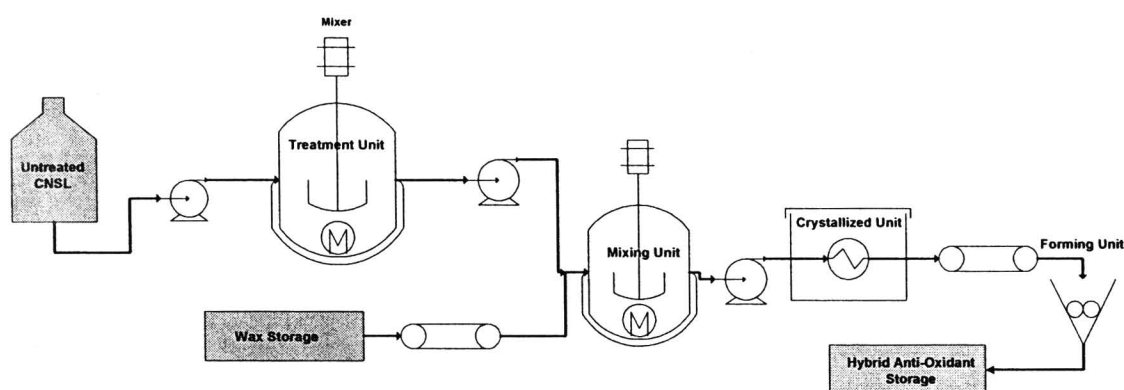 Mixer
Treatment Unit
Untreated
CNSL
M
Crystallized Unit
Forming Unit
Mixing Unit
M
Wax Storage
Hybrid Anti-Oxidant
Storage